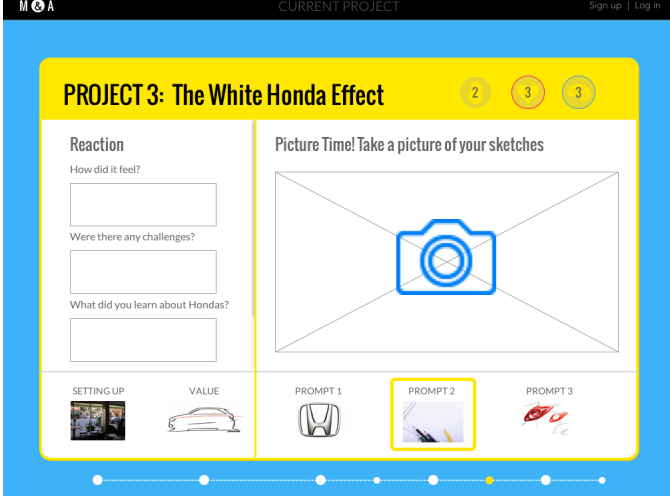 M & A
CURRENT PROJECT
Sign up | Log in
PROJECT 3: The White Honda Effect
2
3
3
Reaction
How did it feel?
Were there any challenges?
What did you learn about Hondas?
Picture Time! Take a picture of your sketches
SETTING UP
VALUE
PROMPT 1
PROMPT 2
PROMPT 3